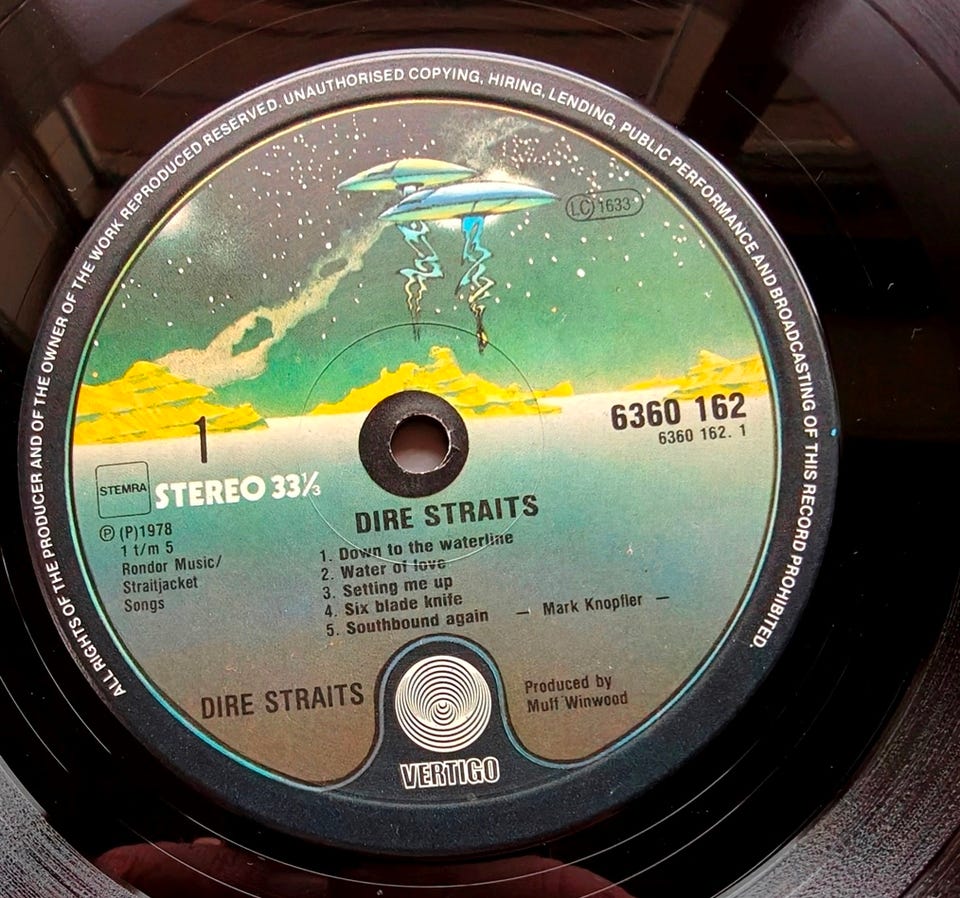 ALL RIGHTS OF THE PRODUCER AND OF THE OWNER OF THE WORK REPRODUCED RESERVED. UNAUTHORISED COPYING, HIRING, LENDING, PUBLIC PERFORMANCE AND BROADCASTING OF THIS RECORD PROHIBITED.
LC 1633
6360 162
6360 162. 1
1
STEMRA
STEREO 33⅓
Ⓟ (P)1978
1 t/m 5
Rondor Music/
Straitjacket
Songs
DIRE STRAITS
1. Down to the waterline
2. Water of love
3. Setting me up
4. Six blade knife
5. Southbound again
— Mark Knopfler —
DIRE STRAITS
Produced by
Muff Winwood
VERTIGO